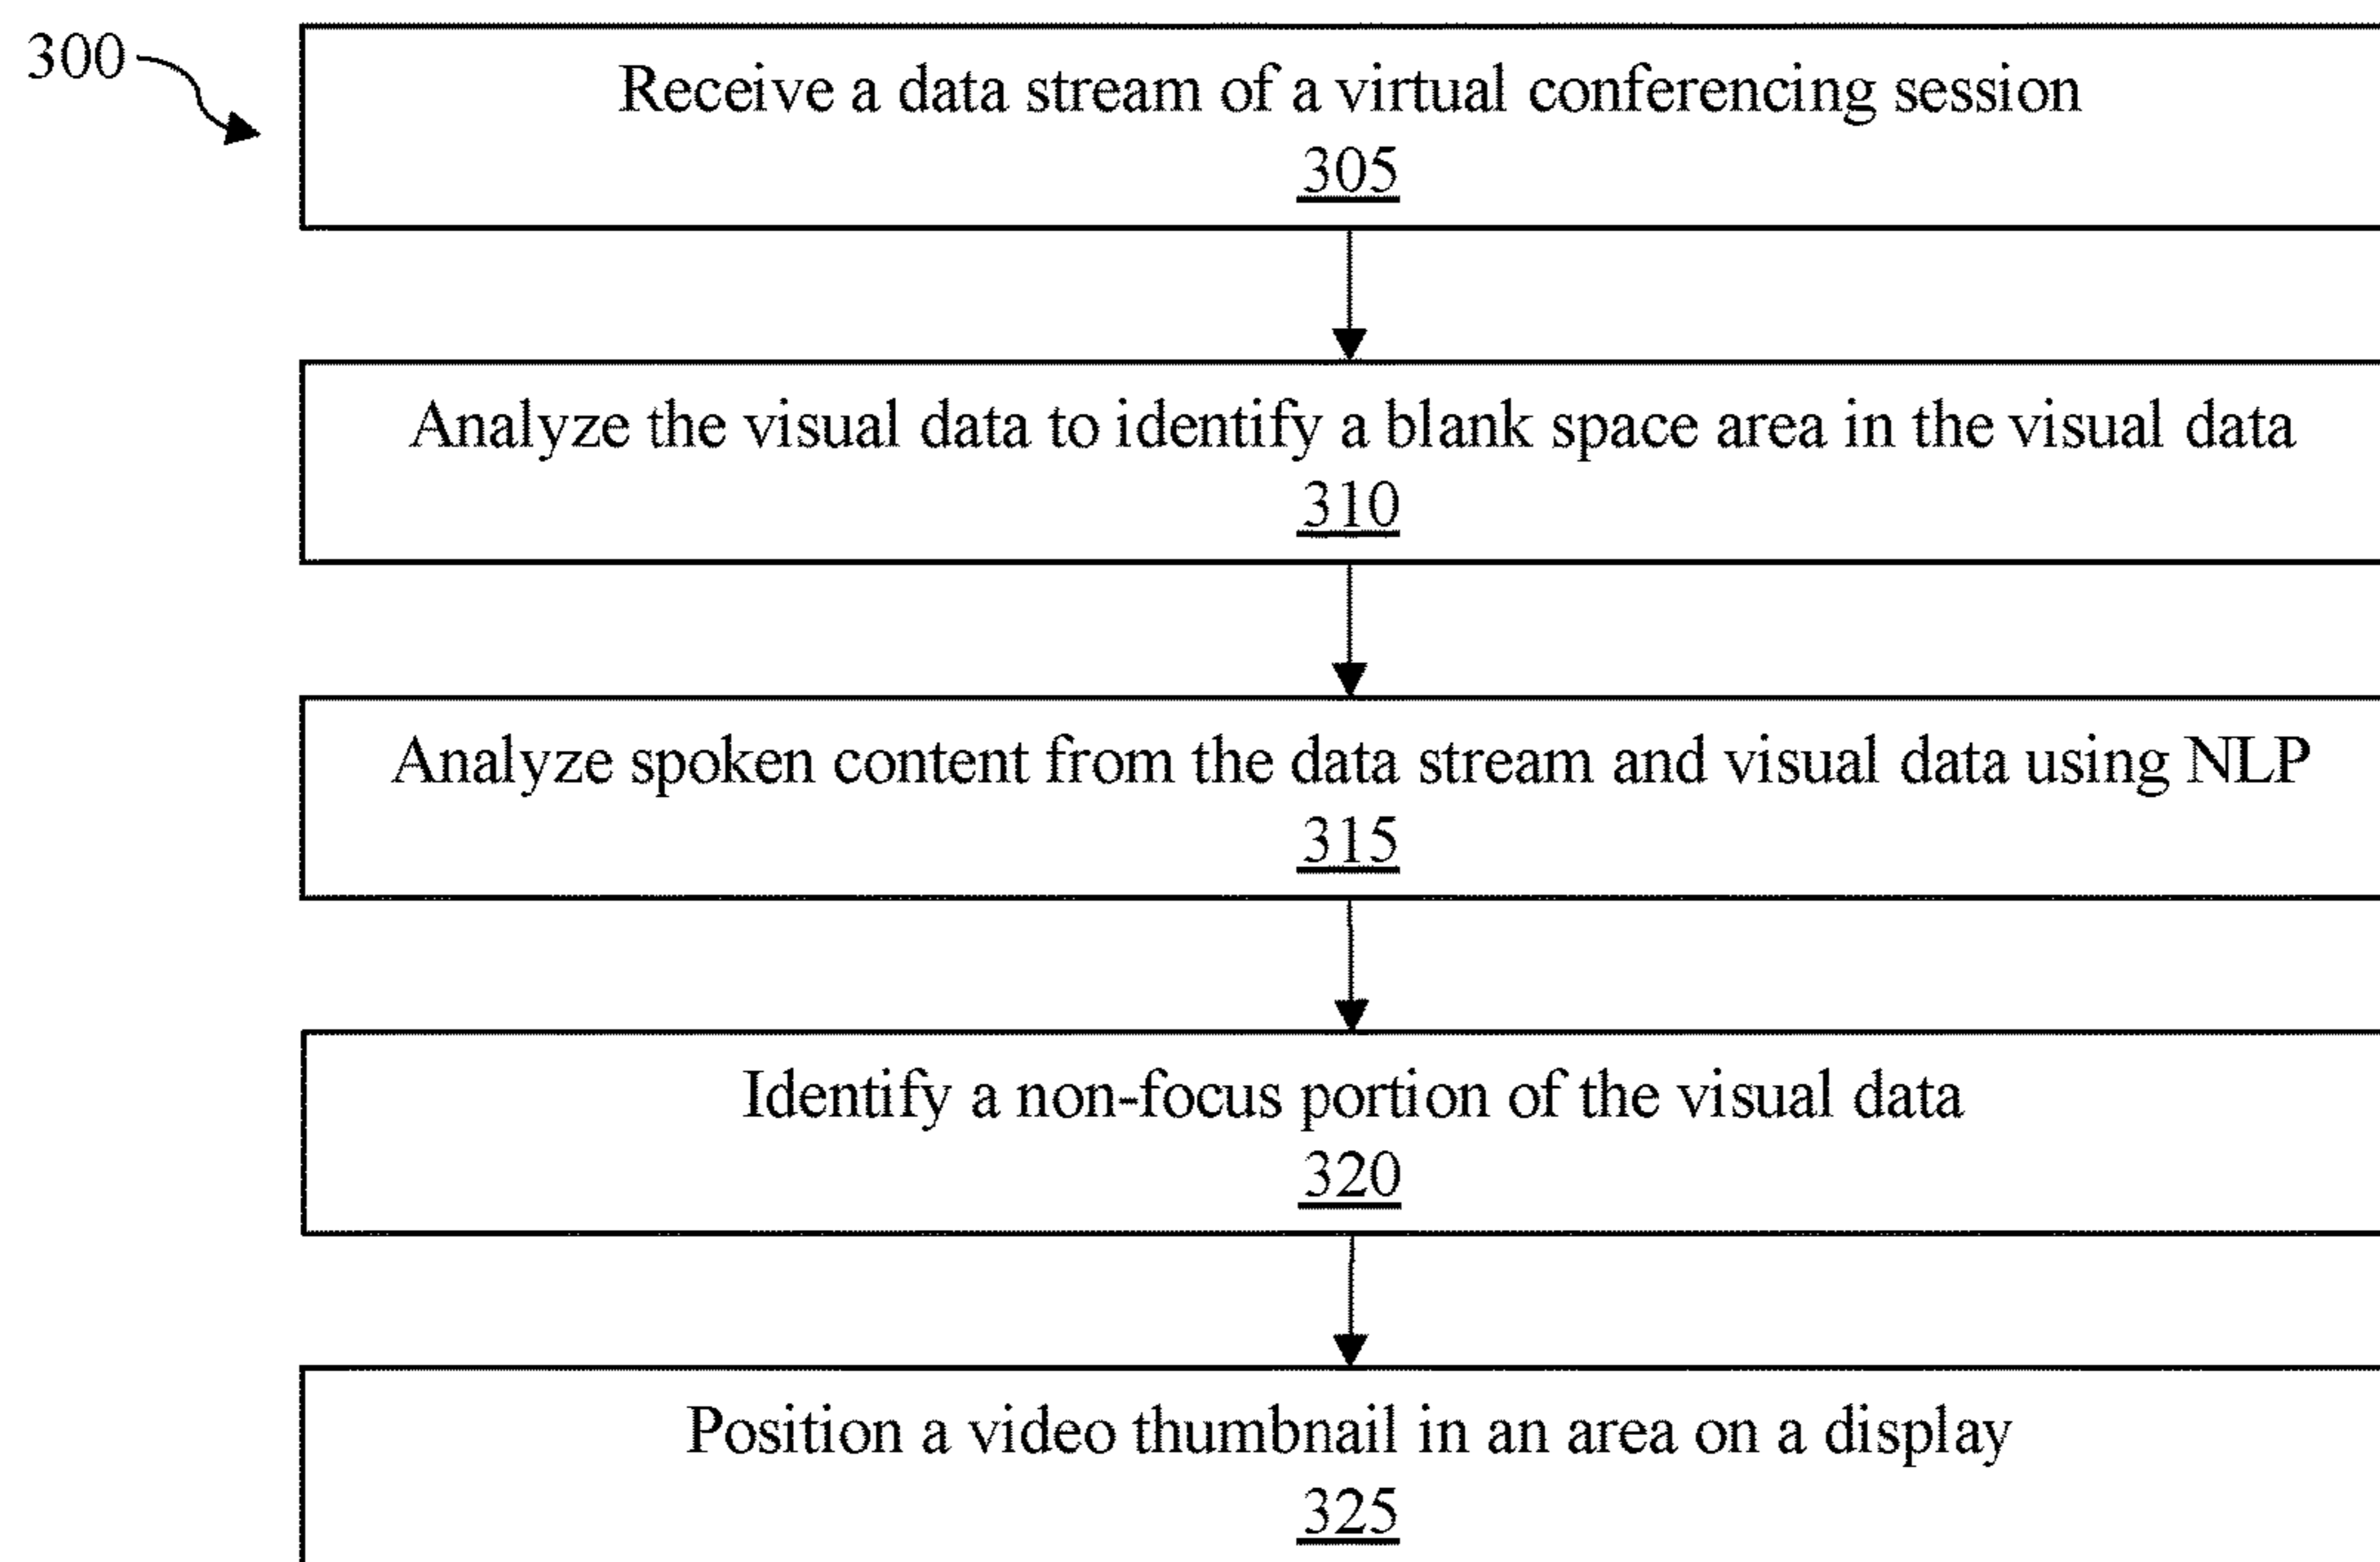 300
Receive a data stream of a virtual conferencing session
305
Analyze the visual data to identify a blank space area in the visual data
310
Analyze spoken content from the data stream and visual data using NLP
315
Identify a non-focus portion of the visual data
320
Position a video thumbnail in an area on a display
325